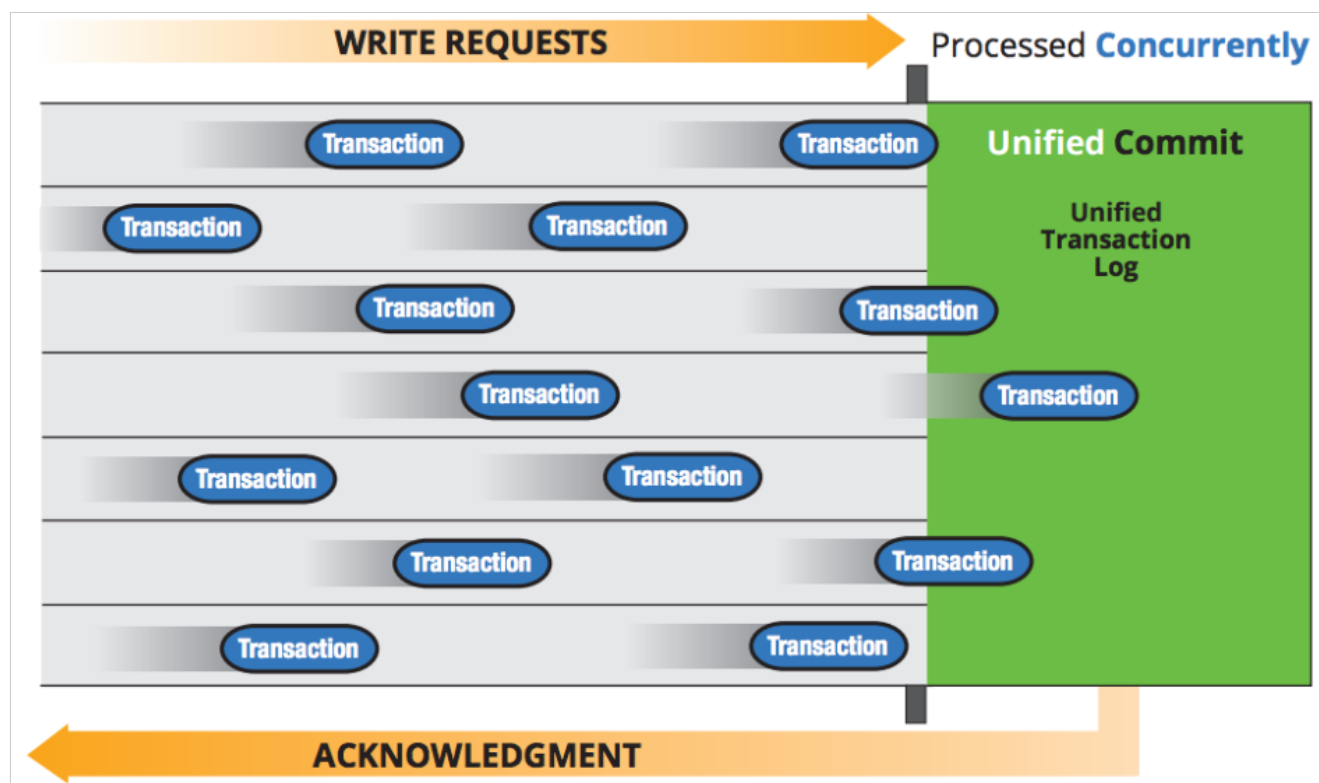 WRITE REQUESTS
Processed Concurrently
Transaction
Transaction
Unified Commit
Transaction
Transaction
Unified
Transaction
Log
Transaction
Transaction
Transaction
Transaction
Transaction
Transaction
Transaction
Transaction
Transaction
Transaction
ACKNOWLEDGMENT